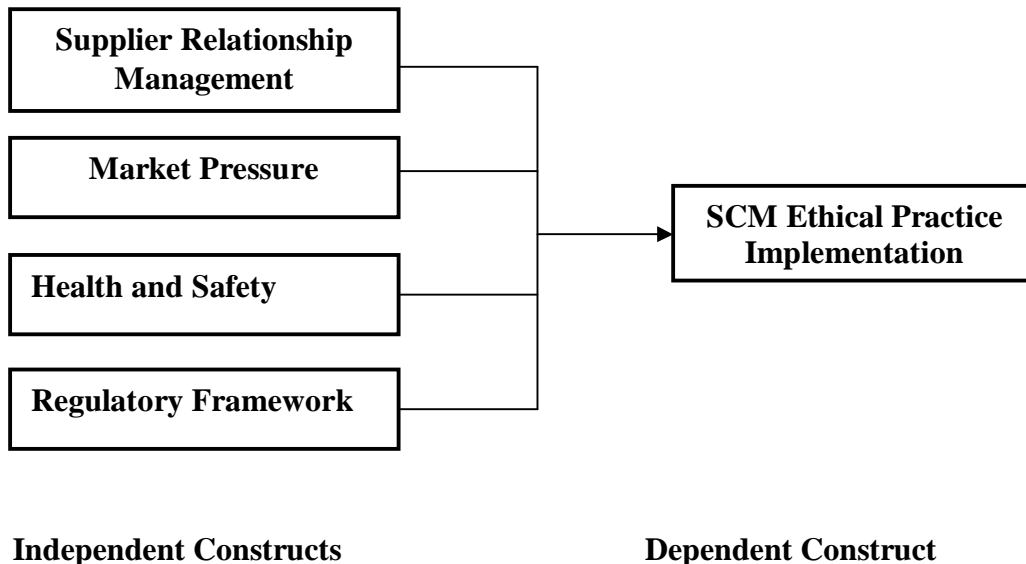 Supplier Relationship
Management
Market Pressure
Health and Safety
Regulatory Framework
SCM Ethical Practice
Implementation
Independent Constructs
Dependent Construct